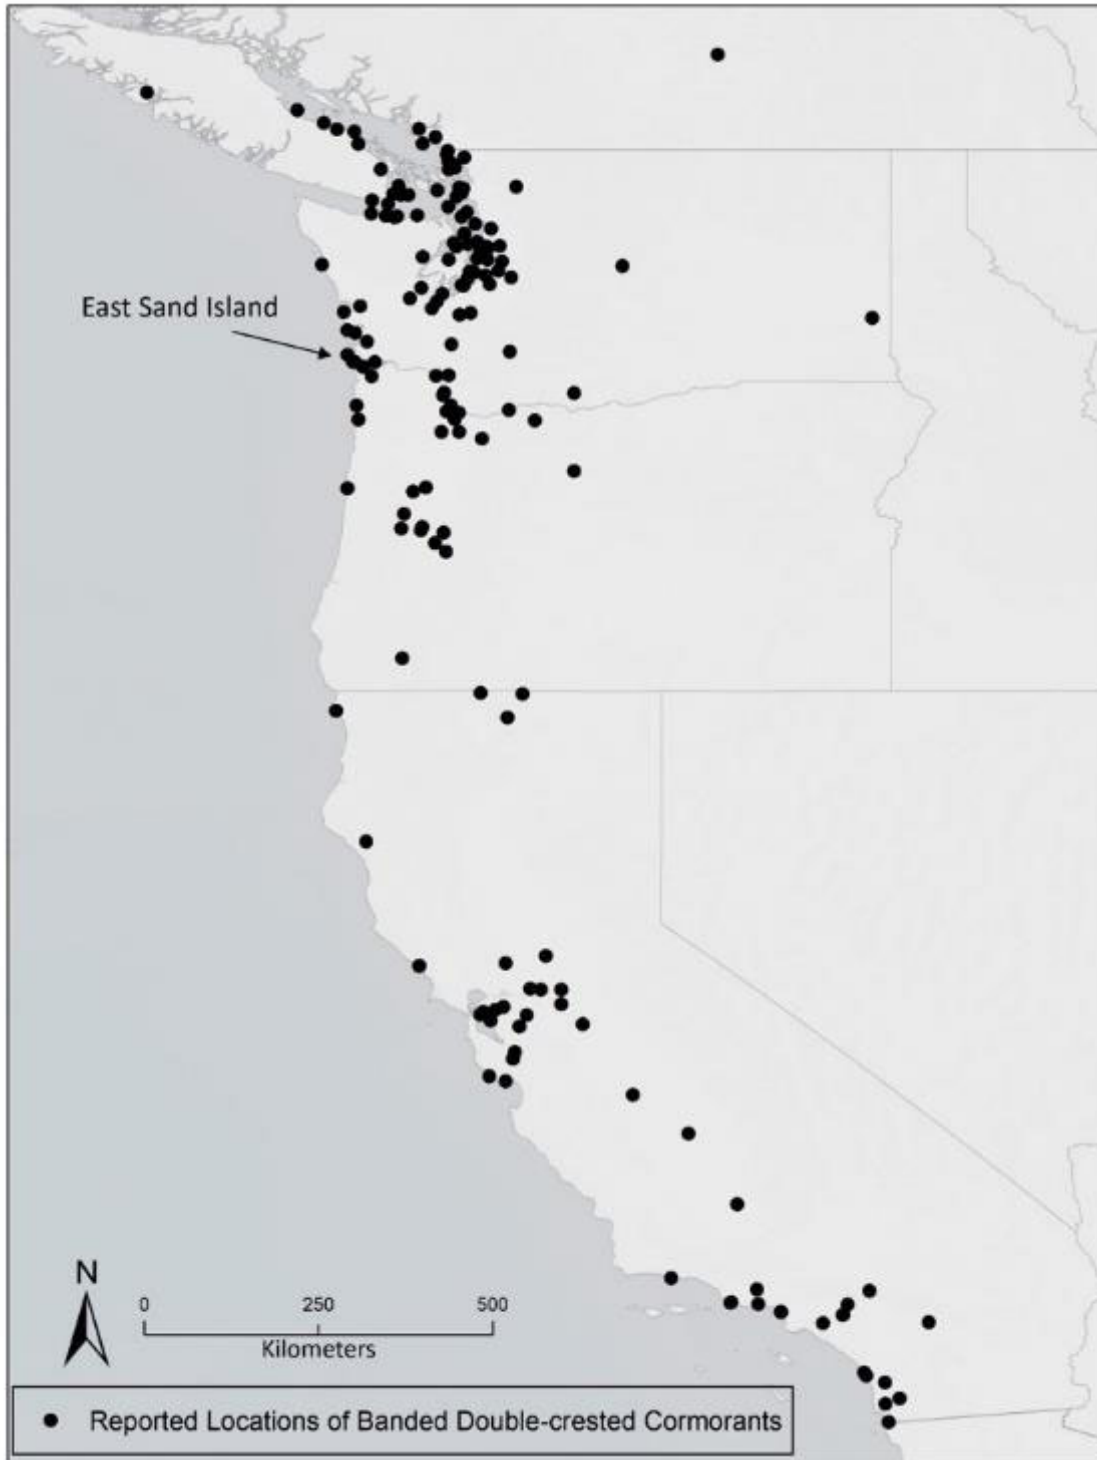 East Sand Island
N
0 250 500
Kilometers
Reported Locations of Banded Double-crested Cormorants